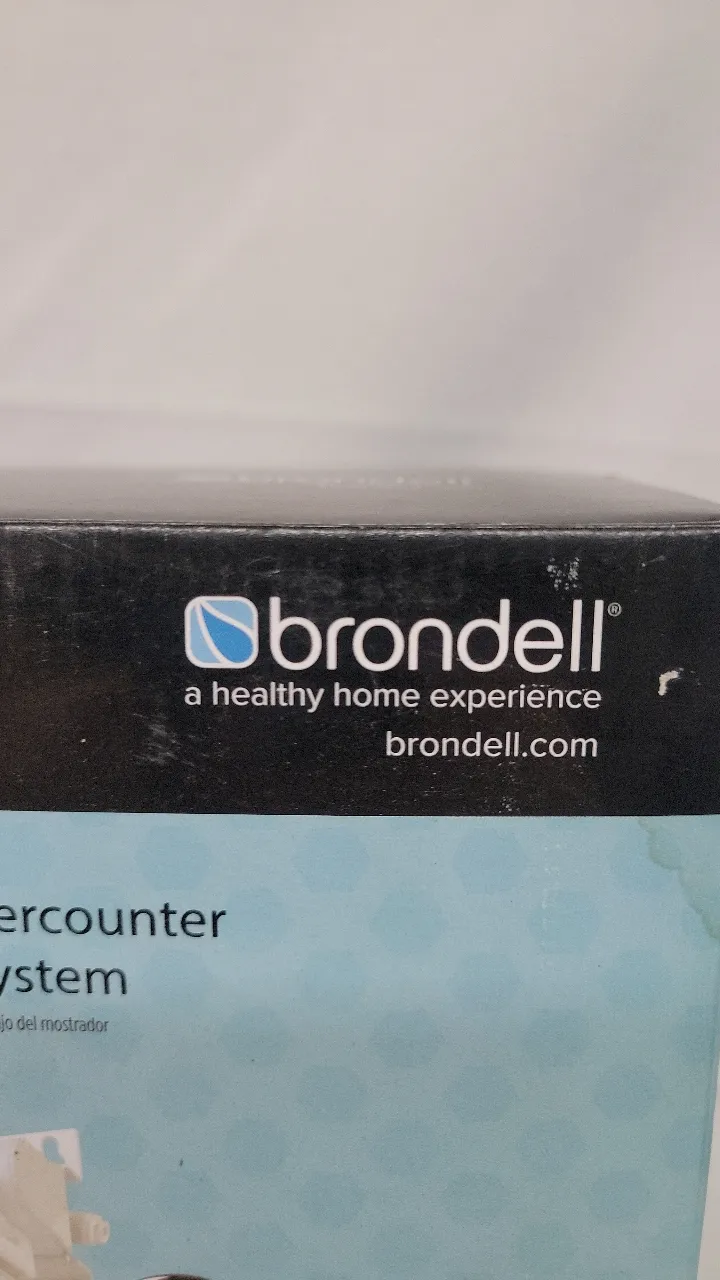 brondell®
a healthy home experience
brondell.com
ercounter
ystem
jo del mostrador